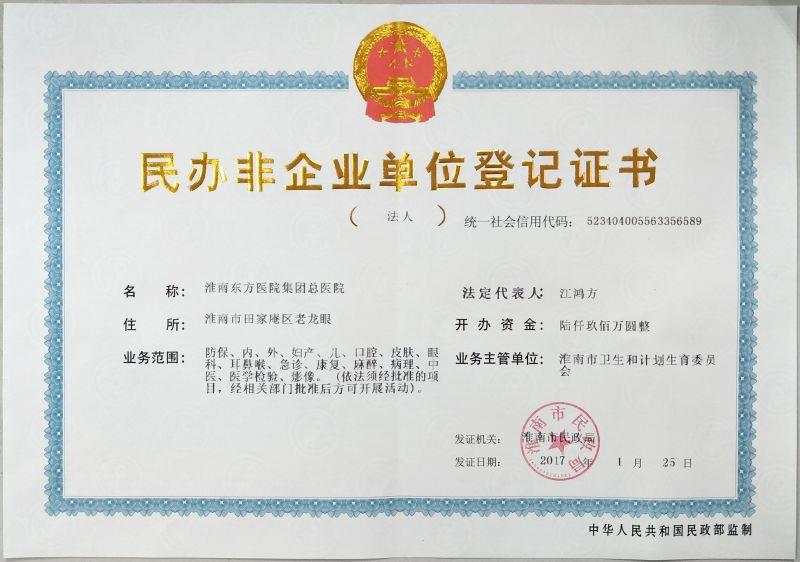 民办非企业单位登记证书
（ 法人 ） 统一社会信用代码： 523404005563356589
名 称： 淮南东方医院集团总医院
法定代表人： 江鸿方
住 所： 淮南市田家庵区老龙眼
开办资金： 陆仟玖佰万圆整
业务范围： 防保、内、外、妇产、儿、口腔、皮肤、眼
科、耳鼻喉、急诊、康复、麻醉、病理、中
医、医学检验、影像。（依法须经批准的项
目，经相关部门批准后方可开展活动）。
业务主管单位： 淮南市卫生和计划生育委员
会
发证机关： 淮南市民政局
发证日期： 2017 年 1 月 25 日
淮南市民政局
中华人民共和国民政部监制